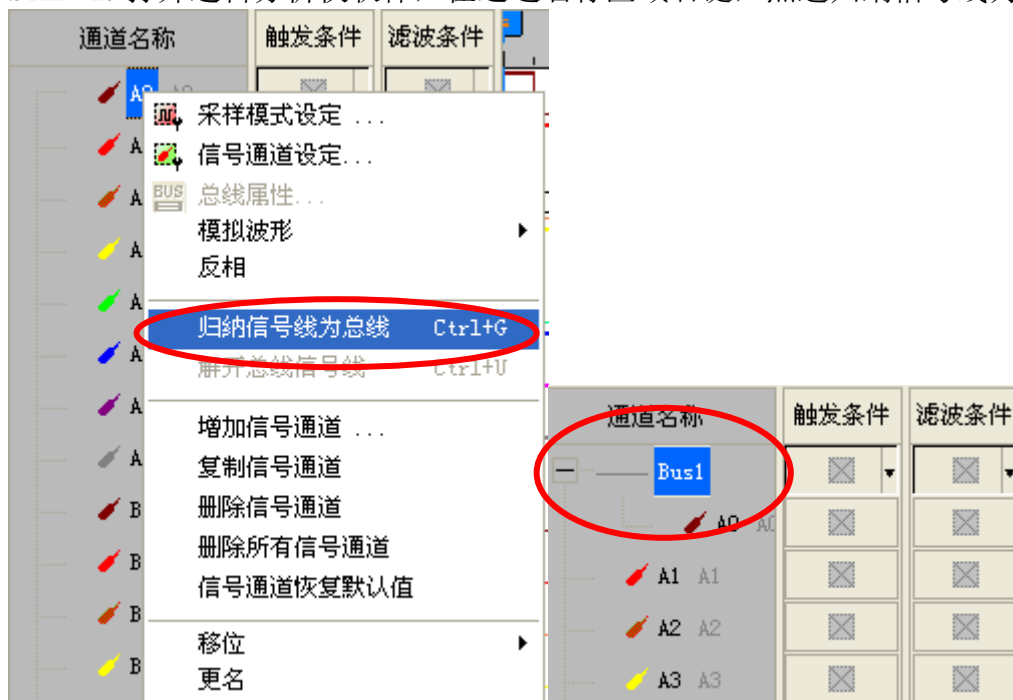 通道名称 触发条件 滤波条件
A0 A0
采样模式设定 ...
A 信号通道设定...
A BUS 总线属性...
模拟波形
A
反相
A
归纳信号线为总线 Ctrl+G
A 解开总线信号线 Ctrl+U
A
增加信号通道 ...
A 复制信号通道
B 删除信号通道
删除所有信号通道
B
信号通道恢复默认值
B
移位
B
更名
通道名称 触发条件 滤波条件
Bus1
A0 A0
A1 A1
A2 A2
A3 A3